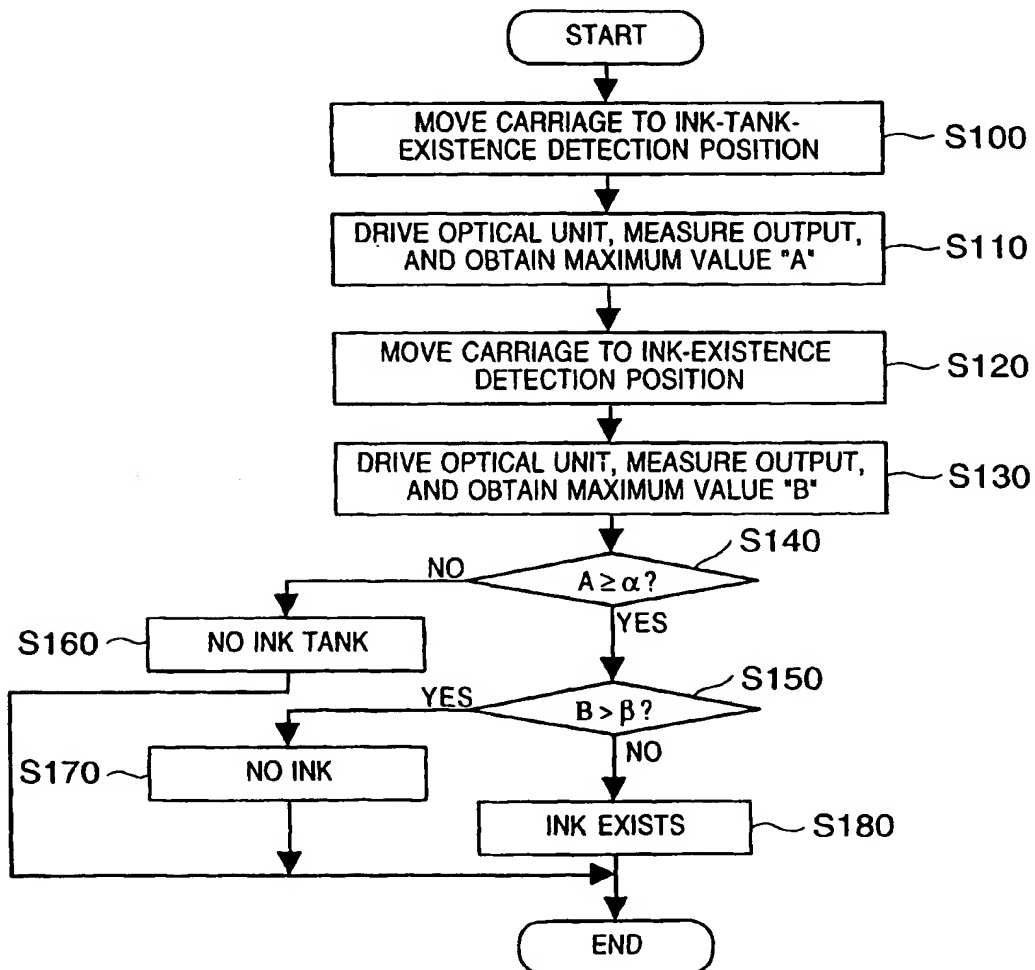 START
MOVE CARRIAGE TO INK-TANK-
EXISTENCE DETECTION POSITION
S100
DRIVE OPTICAL UNIT, MEASURE OUTPUT,
AND OBTAIN MAXIMUM VALUE "A"
S110
MOVE CARRIAGE TO INK-EXISTENCE
DETECTION POSITION
S120
DRIVE OPTICAL UNIT, MEASURE OUTPUT,
AND OBTAIN MAXIMUM VALUE "B"
S130
S140
NO
A ≥ α ?
YES
S160
NO INK TANK
S150
YES
B > β ?
NO
S170
NO INK
INK EXISTS
S180
END